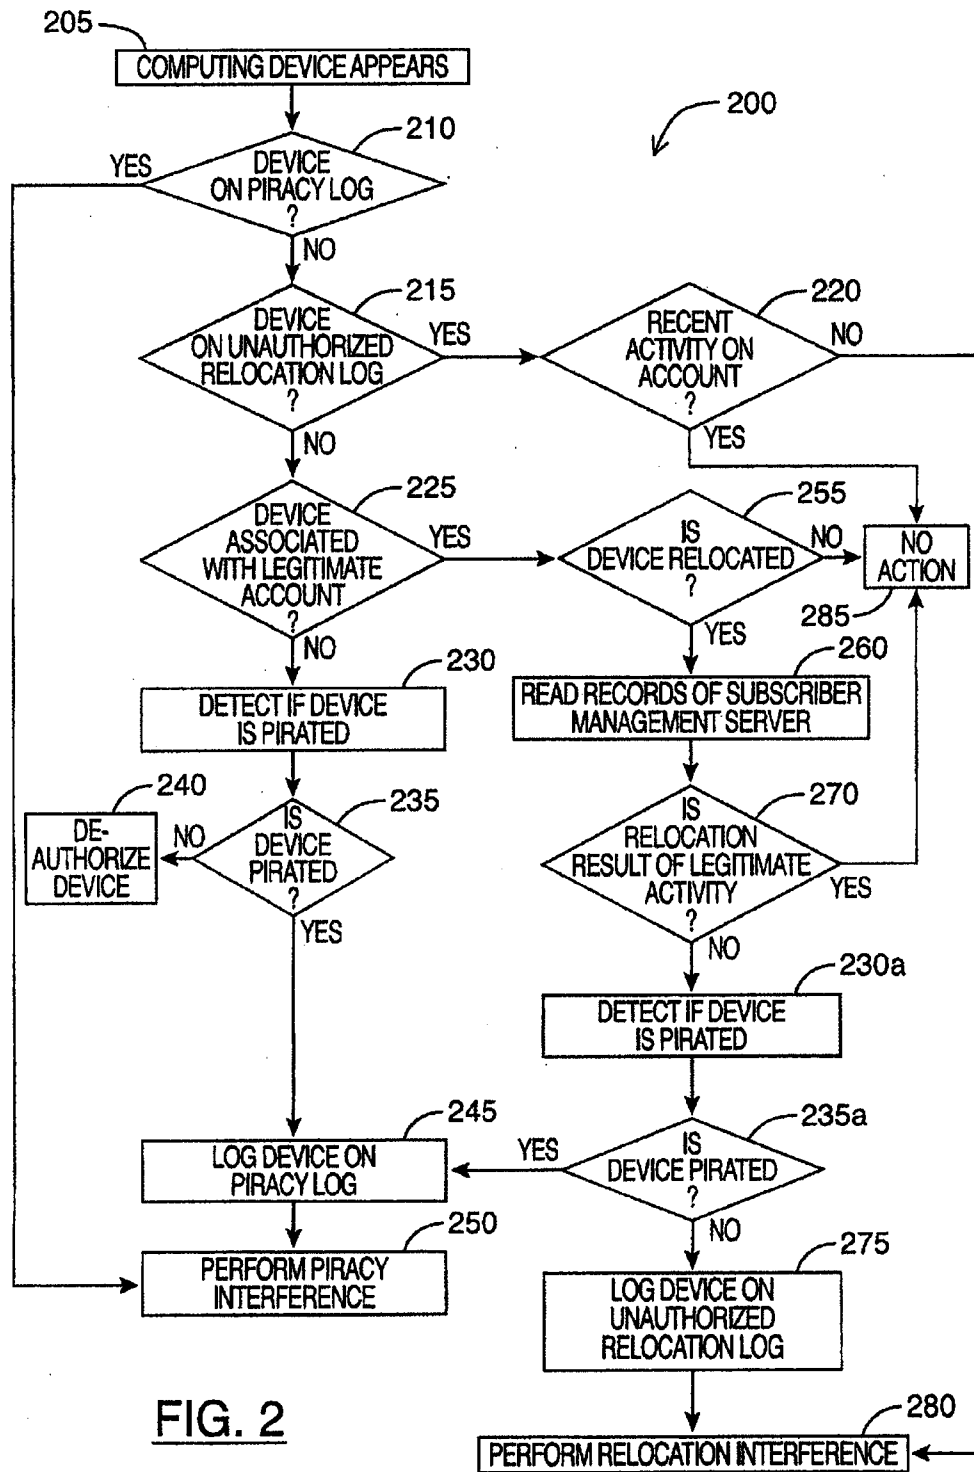 205
COMPUTING DEVICE APPEARS
200
210
YES
DEVICE
ON PIRACY LOG
?
NO
215
DEVICE
ON UNAUTHORIZED
RELOCATION LOG
?
YES
220
RECENT
ACTIVITY ON
ACCOUNT
?
NO
YES
NO
225
DEVICE
ASSOCIATED
WITH LEGITIMATE
ACCOUNT
?
YES
255
IS
DEVICE RELOCATED
?
NO
NO
ACTION
285
YES
NO
230
DETECT IF DEVICE
IS PIRATED
260
READ RECORDS OF SUBSCRIBER
MANAGEMENT SERVER
240
DE-
AUTHORIZE
DEVICE
NO
235
IS
DEVICE
PIRATED
?
YES
270
IS
RELOCATION
RESULT OF LEGITIMATE
ACTIVITY
?
YES
NO
230a
DETECT IF DEVICE
IS PIRATED
245
LOG DEVICE ON
PIRACY LOG
YES
235a
IS
DEVICE PIRATED
?
NO
250
PERFORM PIRACY
INTERFERENCE
275
LOG DEVICE ON
UNAUTHORIZED
RELOCATION LOG
FIG. 2
280
PERFORM RELOCATION INTERFERENCE